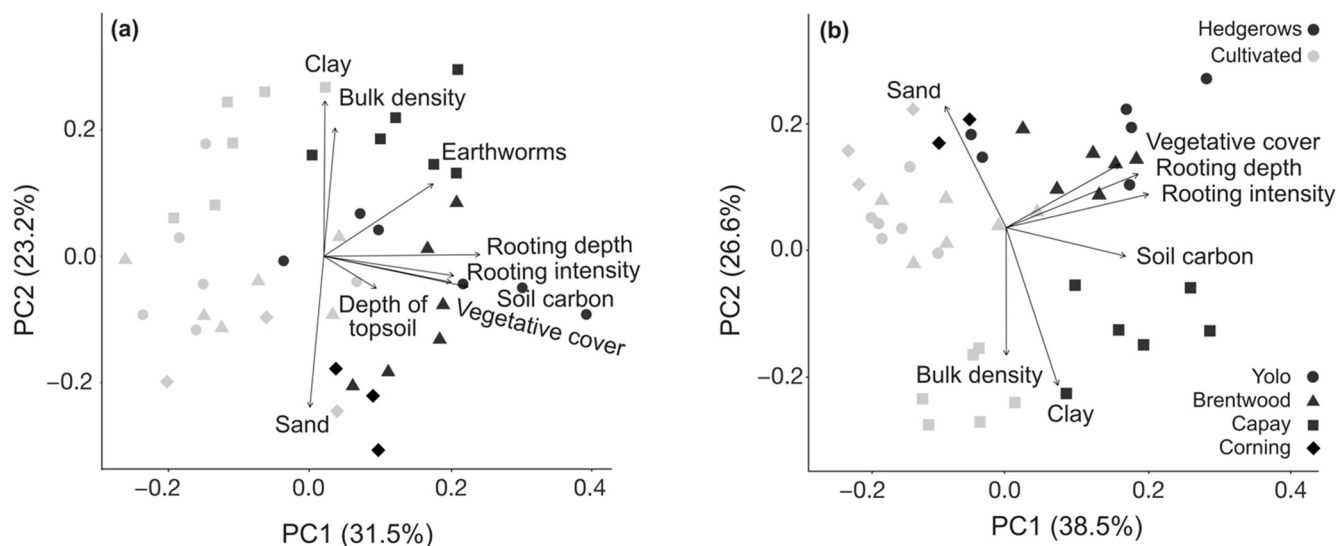 (a)
Clay
Bulk density
Earthworms
Rooting depth
Rooting intensity
Soil carbon
Vegetative cover
Depth of
topsoil
Sand
PC2 (23.2%)
0.2
0.0
−0.2
−0.2
0.0
0.2
0.4
PC1 (31.5%)
(b)
Hedgerows
Cultivated
Sand
Vegetative cover
Rooting depth
Rooting intensity
Soil carbon
Bulk density
Clay
Yolo
Brentwood
Capay
Corning
PC2 (26.6%)
0.2
0.0
−0.2
−0.2
0.0
0.2
0.4
PC1 (38.5%)